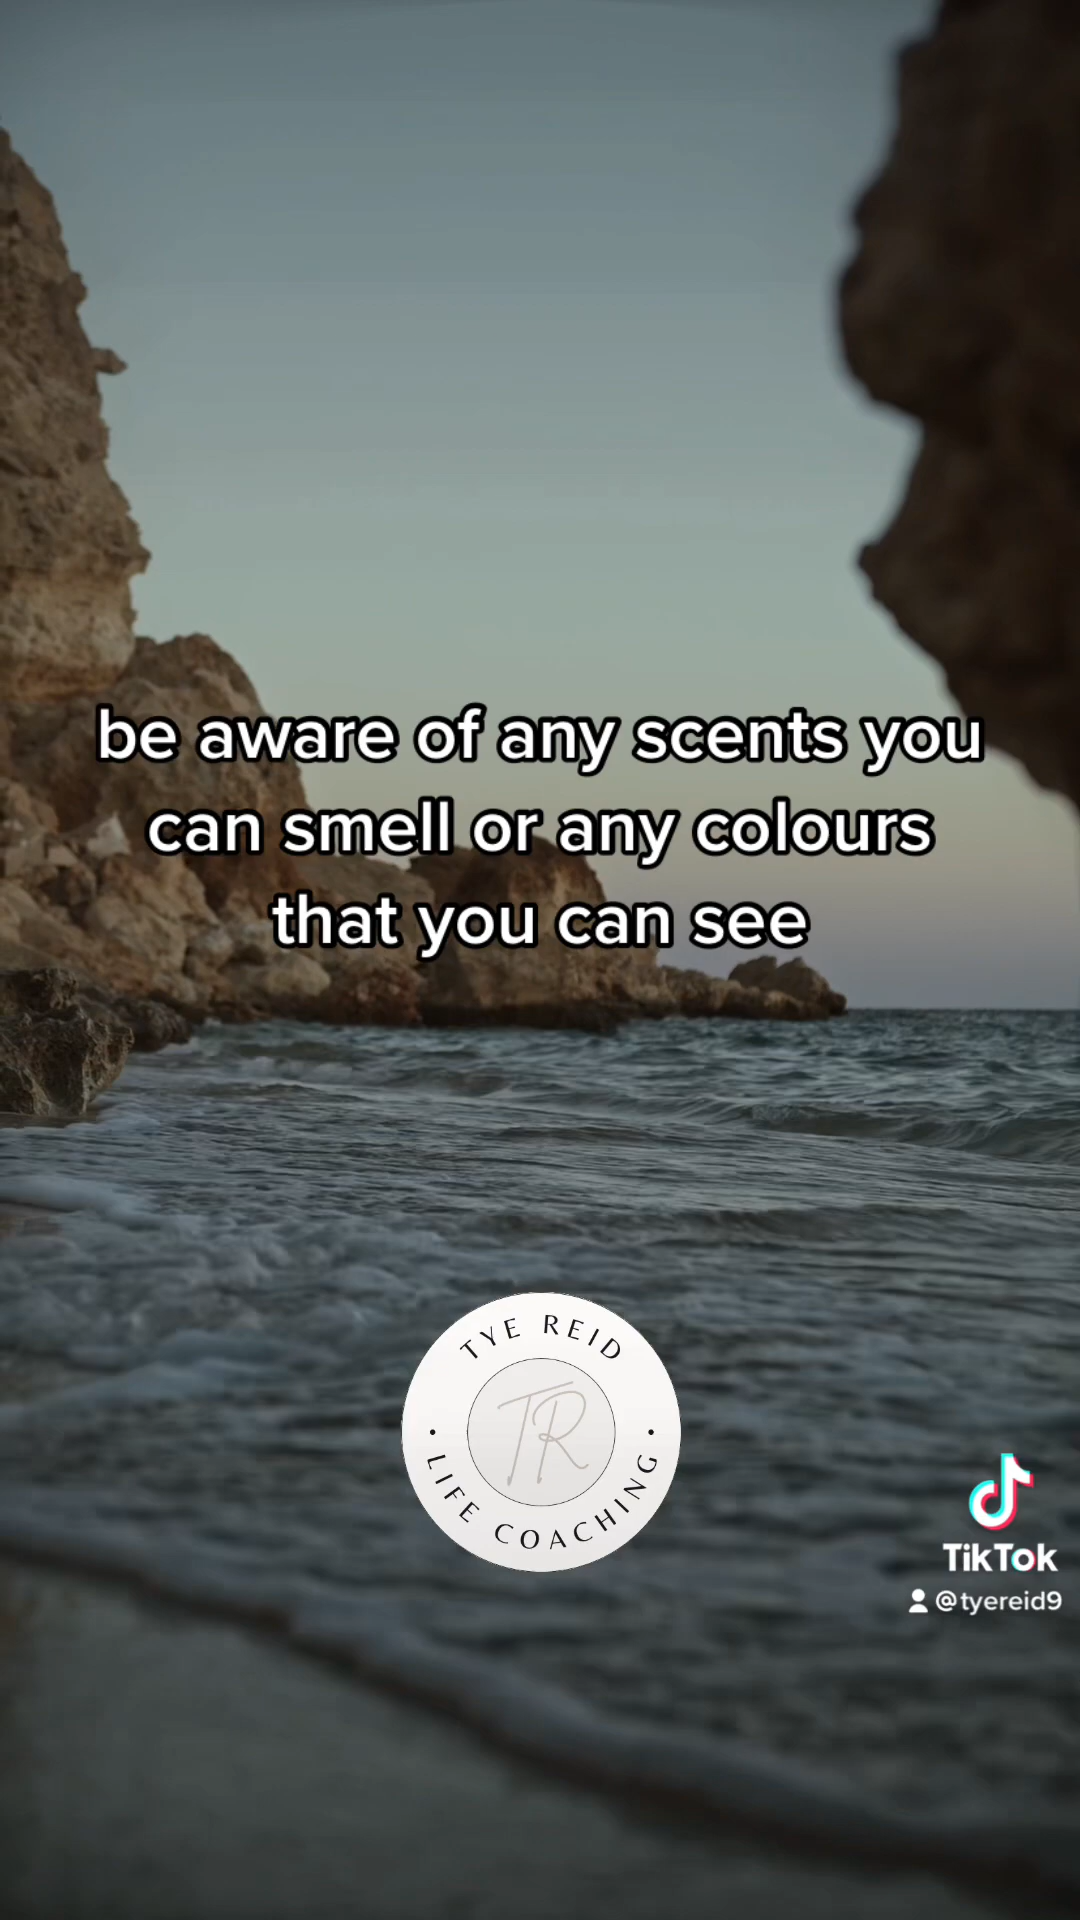 be aware of any scents you
can smell or any colours
that you can see
TYE REID
TR
• LIFE COACHING •
TikTok
@tyereid9